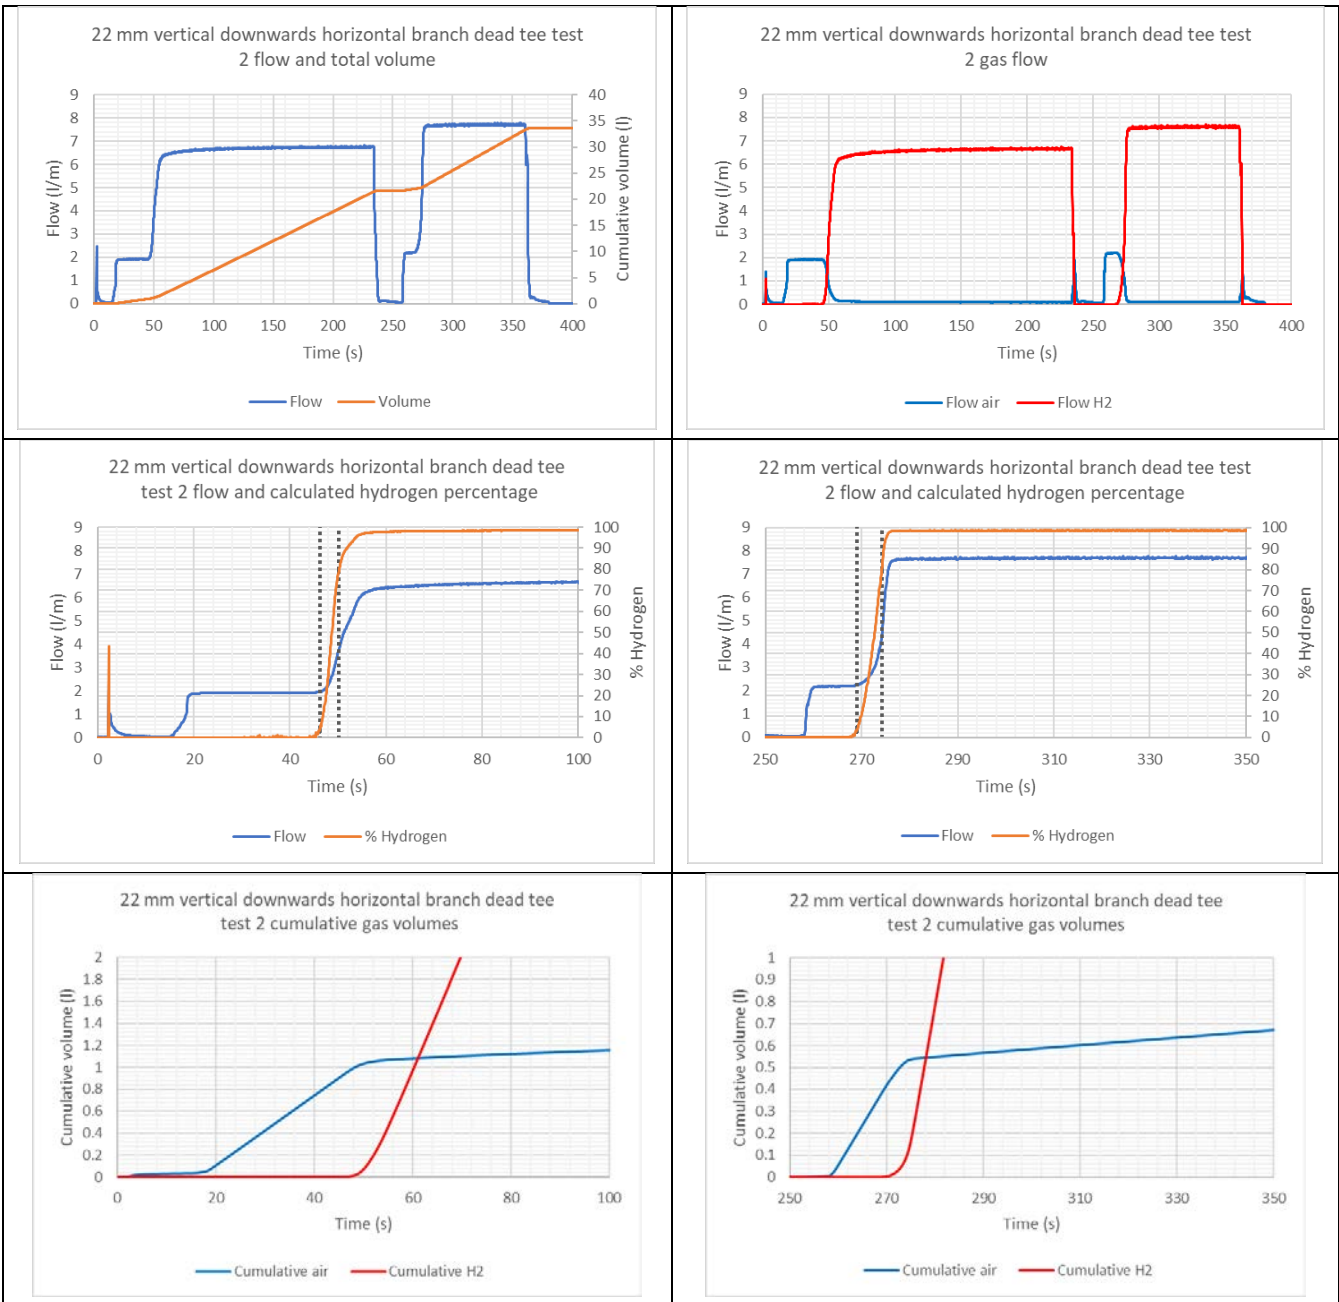 22 mm vertical downwards horizontal branch dead tee test
2 flow and total volume
9
8
7
6
5
4
3
2
1
0
Flow (l/m)
40
35
30
25
20
15
10
5
0
Cumulative volume (l)
0 50 100 150 200 250 300 350 400
Time (s)
Flow Volume
22 mm vertical downwards horizontal branch dead tee test
2 gas flow
9
8
7
6
5
4
3
2
1
0
Flow (l/m)
0 50 100 150 200 250 300 350 400
Time (s)
Flow air Flow H2
22 mm vertical downwards horizontal branch dead tee
test 2 flow and calculated hydrogen percentage
9
8
7
6
5
4
3
2
1
0
Flow (l/m)
100
90
80
70
60
50
40
30
20
10
0
% Hydrogen
0 20 40 60 80 100
Time (s)
Flow % Hydrogen
22 mm vertical downwards horizontal branch dead tee test
2 flow and calculated hydrogen percentage
9
8
7
6
5
4
3
2
1
0
Flow (l/m)
100
90
80
70
60
50
40
30
20
10
0
% Hydrogen
250 270 290 310 330 350
Time (s)
Flow % Hydrogen
22 mm vertical downwards horizontal branch dead tee
test 2 cumulative gas volumes
2
1.8
1.6
1.4
1.2
1
0.8
0.6
0.4
0.2
0
Cumulative volume (l)
0 20 40 60 80 100
Time (s)
Cumulative air Cumulative H2
22 mm vertical downwards horizontal branch dead tee
test 2 cumulative gas volumes
1
0.9
0.8
0.7
0.6
0.5
0.4
0.3
0.2
0.1
0
Cumulative volume (l)
250 270 290 310 330 350
Time (s)
Cumulative air Cumulative H2